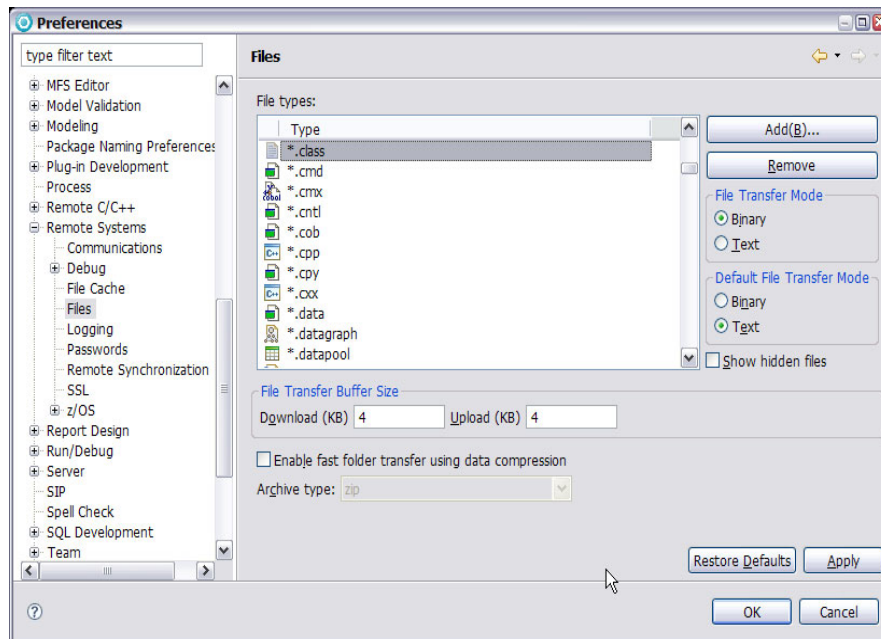 Preferences
type filter text
MFS Editor
Model Validation
Modeling
Package Naming Preferences
Plug-in Development
Process
Remote C/C++
Remote Systems
Communications
Debug
File Cache
Files
Logging
Passwords
Remote Synchronization
SSL
z/OS
Report Design
Run/Debug
Server
SIP
Spell Check
SQL Development
Team
Files
File types:
Type
*.class
*.cmd
*.cmx
*.cntl
*.cob
*.cpp
*.cpy
*.cxx
*.data
*.datagraph
*.datapool
Add(B)...
Remove
File Transfer Mode
Binary
Text
Default File Transfer Mode
Binary
Text
Show hidden files
File Transfer Buffer Size
Download (KB) 4 Upload (KB) 4
Enable fast folder transfer using data compression
Archive type: zip
Restore Defaults Apply
OK Cancel